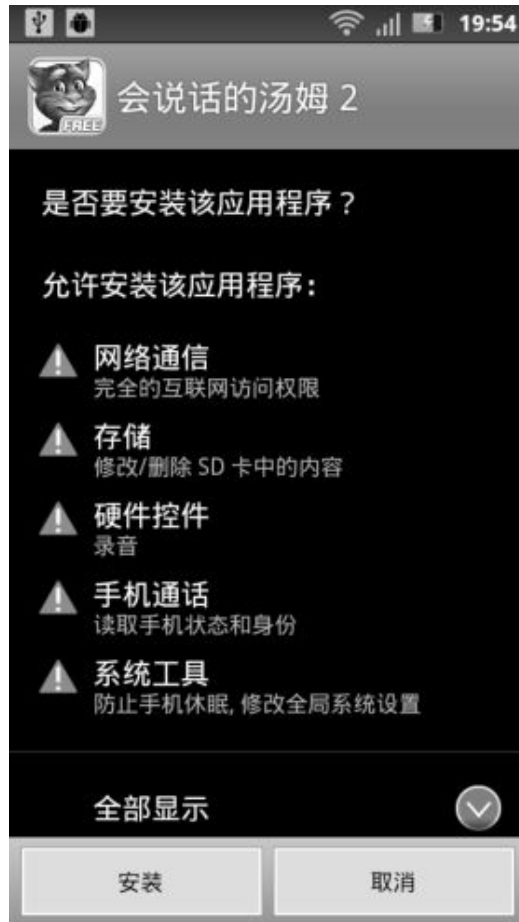 19:54
FREE
会说话的汤姆 2
是否要安装该应用程序？
允许安装该应用程序：
网络通信
完全的互联网访问权限
存储
修改/删除 SD 卡中的内容
硬件控件
录音
手机通话
读取手机状态和身份
系统工具
防止手机休眠, 修改全局系统设置
全部显示
安装
取消